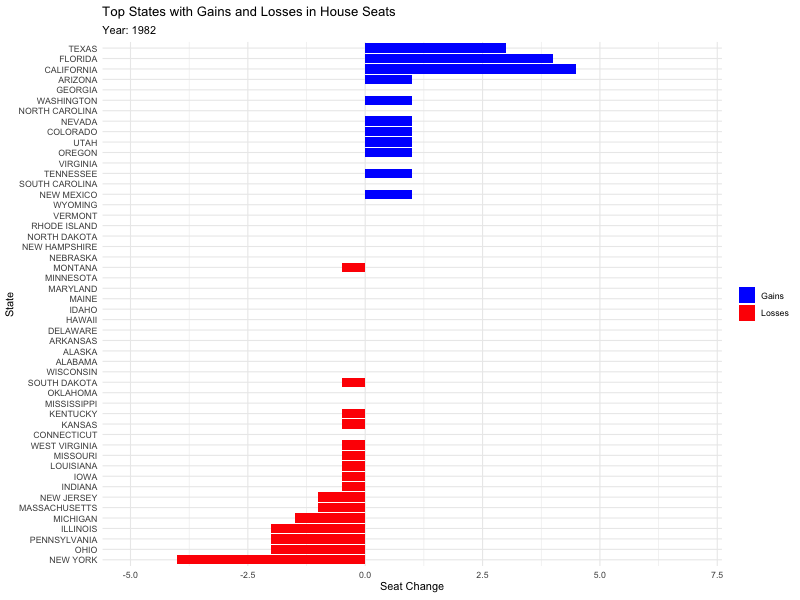 Top States with Gains and Losses in House Seats
Year: 1982
TEXAS
FLORIDA
CALIFORNIA
ARIZONA
GEORGIA
WASHINGTON
NORTH CAROLINA
NEVADA
COLORADO
UTAH
OREGON
VIRGINIA
TENNESSEE
SOUTH CAROLINA
NEW MEXICO
WYOMING
VERMONT
RHODE ISLAND
NORTH DAKOTA
NEW HAMPSHIRE
NEBRASKA
MONTANA
MINNESOTA
MARYLAND
MAINE
IDAHO
HAWAII
DELAWARE
ARKANSAS
ALASKA
ALABAMA
WISCONSIN
SOUTH DAKOTA
OKLAHOMA
MISSISSIPPI
KENTUCKY
KANSAS
CONNECTICUT
WEST VIRGINIA
MISSOURI
LOUISIANA
IOWA
INDIANA
NEW JERSEY
MASSACHUSETTS
MICHIGAN
ILLINOIS
PENNSYLVANIA
OHIO
NEW YORK
State
-5.0 -2.5 0.0 2.5 5.0 7.5
Seat Change
Gains
Losses